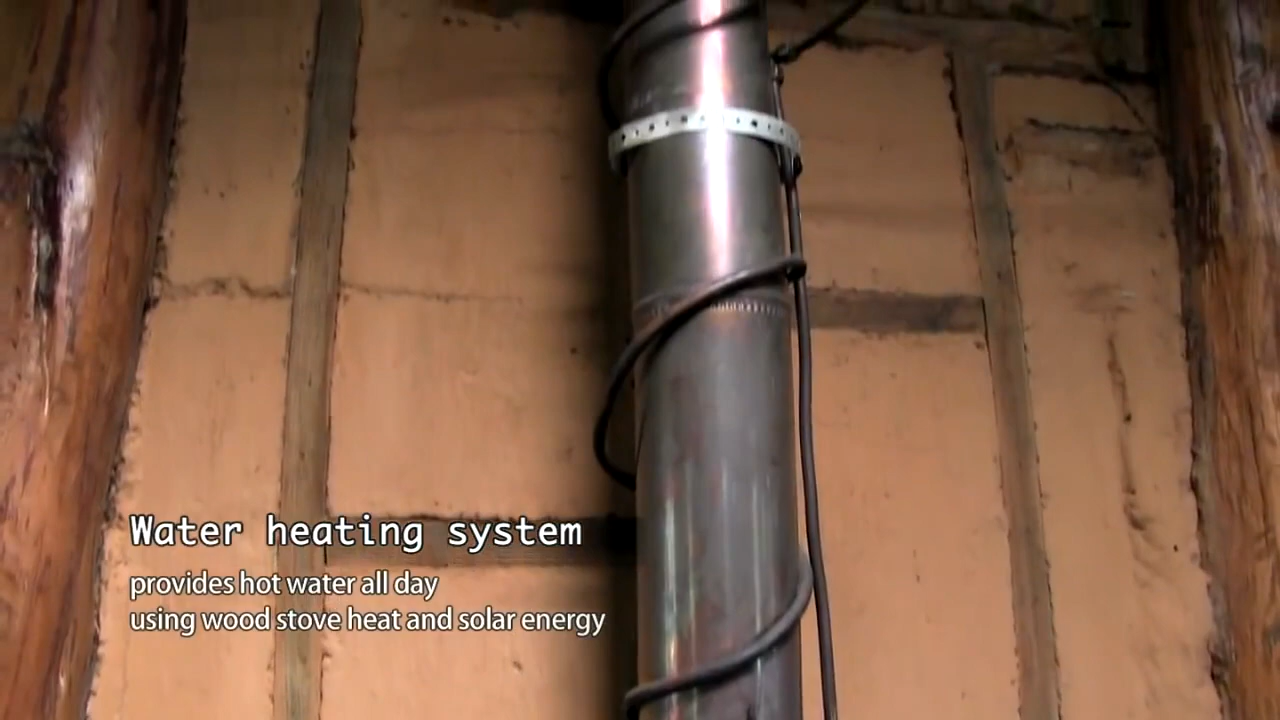 Water heating system
provides hot water all day
using wood stove heat and solar energy